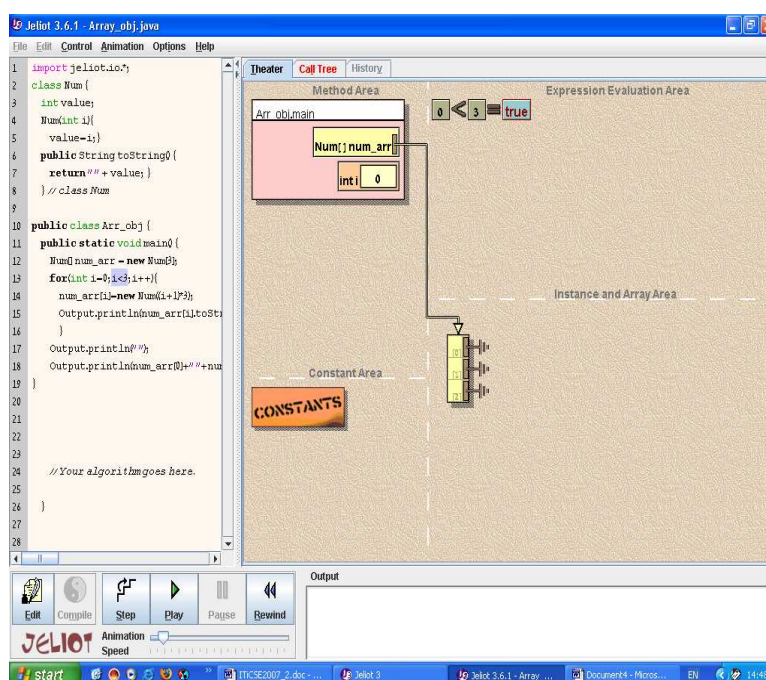 Jeliot 3.6.1 - Array_obj.java
File Edit Control Animation Options Help
1 import jeliot.io.*;
2 class Num {
3 int value;
4 Num(int i){
5 value=i;}
6 public String toString() {
7 return "" + value; }
8 } // class Num
9
10 public class Arr_obj {
11 public static void main() {
12 Num[] num_arr = new Num[3];
13 for(int i=0;i<3;i++){
14 num_arr[i]=new Num((i+1)*3);
15 Output.println(num_arr[i].toStr
16 }
17 Output.println("");
18 Output.println(num_arr[0]+" "+nur
19 }
20
21
22
23
24 //Your algorithm goes here.
25
26 }
27
28
Theater Call Tree History
Method Area
Expression Evaluation Area
Arr_obj.main
Num[] num_arr
int i 0
0 < 3 = true
Instance and Array Area
[0]
[1]
[2]
Constant Area
CONSTANTS
Edit Compile Step Play Pause Rewind
JELIOT
Animation
Speed
Output
start
ITiCSE2007_2.doc - ...
Jeliot 3
Jeliot 3.6.1 - Array ...
Document4 - Micros...
EN
14:48